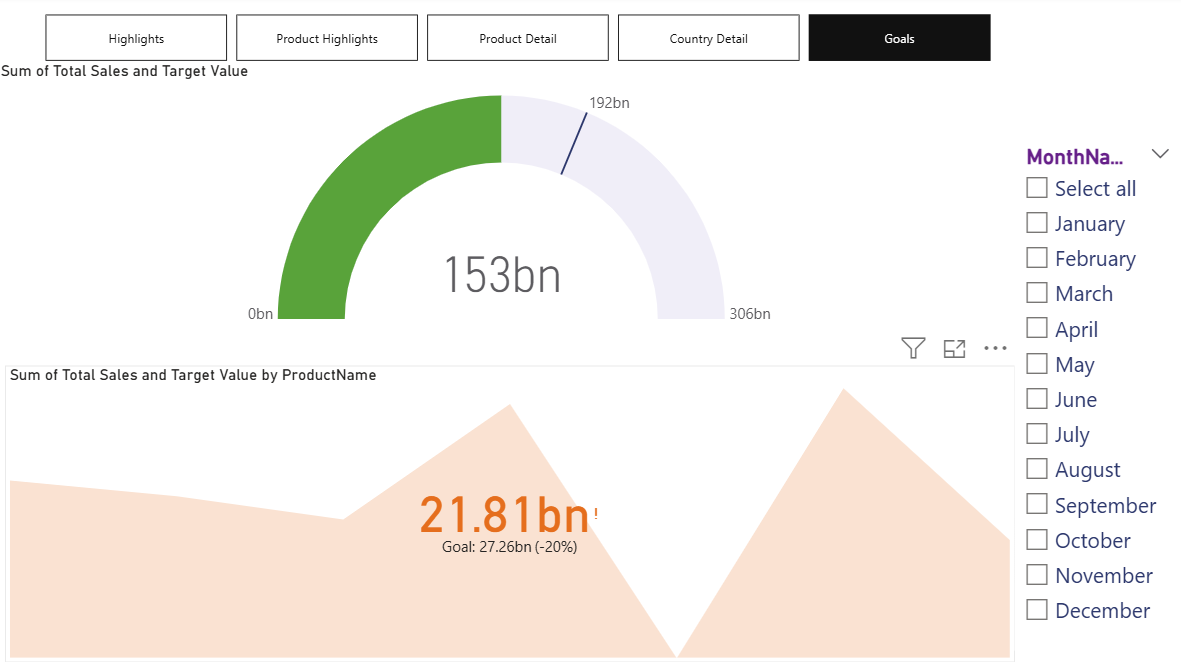 Highlights
Product Highlights
Product Detail
Country Detail
Goals
Sum of Total Sales and Target Value
192bn
153bn
0bn
306bn
Sum of Total Sales and Target Value by ProductName
21.81bn!
Goal: 27.26bn (-20%)
MonthNa...
Select all
January
February
March
April
May
June
July
August
September
October
November
December